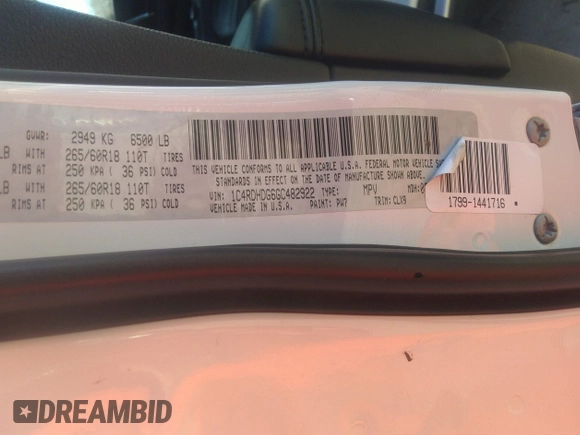 GVWR: 2949 KG 6500 LB
LB WITH 265/60R18 110T TIRES
RIMS AT 250 KPA ( 36 PSI) COLD
LB WITH 265/60R18 110T TIRES
RIMS AT 250 KPA ( 36 PSI) COLD
THIS VEHICLE CONFORMS TO ALL APPLICABLE U.S.A. FEDERAL MOTOR VEHICLE
STANDARDS IN EFFECT ON THE DATE OF MANUFACTURE SHOWN ABOVE.
VIN: 1C4RDHDG6GC482922 TYPE: MPV MDH:
VEHICLE MADE IN U.S.A. PAINT: PW7 TRIM: CLV9
1799-1441716
DREAMBID